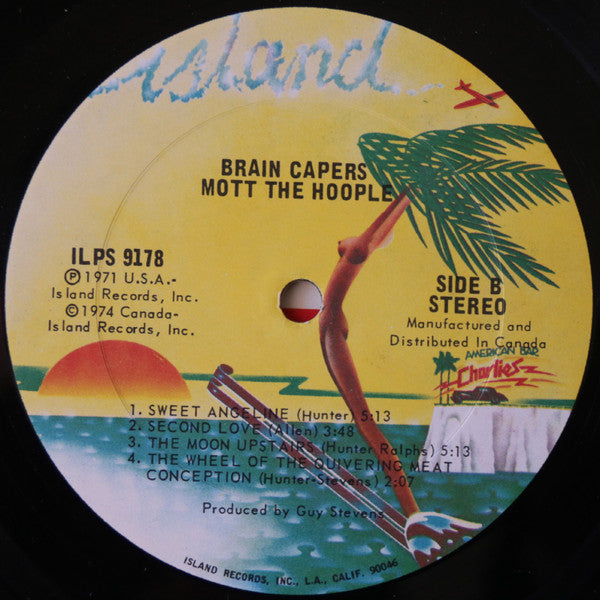 island
BRAIN CAPERS
MOTT THE HOOPLE
ILPS 9178
Ⓟ 1971 U.S.A.-
Island Records, Inc.
© 1974 Canada-
Island Records, Inc.
SIDE B
STEREO
Manufactured and
Distributed In Canada
AMERICAN BAR
Charlies
1. SWEET ANGELINE (Hunter) 5:13
2. SECOND LOVE (Allen) 3:48
3. THE MOON UPSTAIRS (Hunter Ralphs) 5:13
4. THE WHEEL OF THE QUIVERING MEAT
CONCEPTION (Hunter-Stevens) 2:07
Produced by Guy Stevens
ISLAND RECORDS, INC., L.A., CALIF. 90046